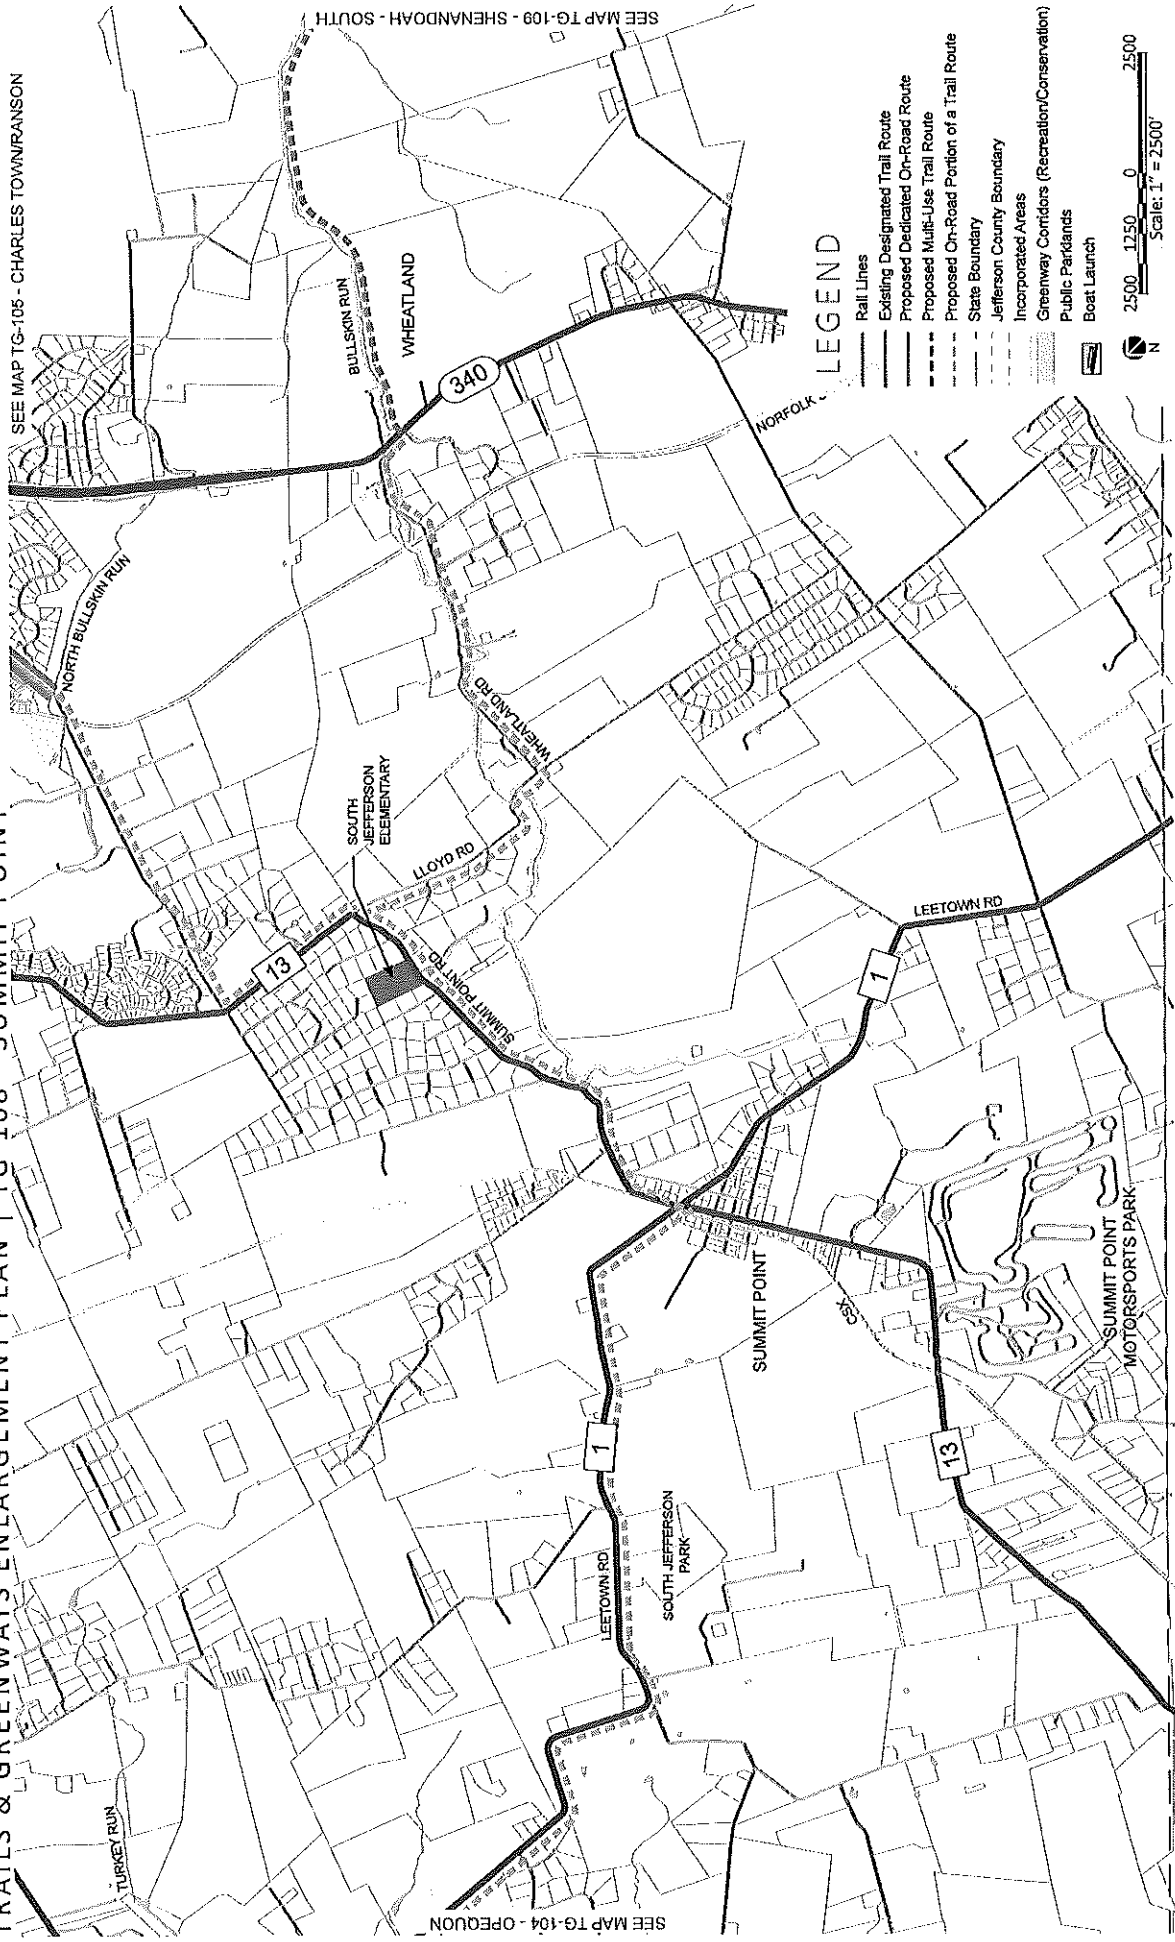 TRAILS & GREENWAYS ENLARGEMENT PLAN | TG-108 SUMMIT POINT
SEE MAP TG-105 - CHARLES TOWN/RANSON
SEE MAP TG-109 - SHENANDOAH - SOUTH
SEE MAP TG-104 - OPEQUON
TURKEY RUN
NORTH BULLSKIN RUN
BULLSKIN RUN
WHEATLAND
340
13
SOUTH
JEFFERSON
ELEMENTARY
LLOYD RD
WHEATLAND RD
SUMMIT POINT RD
NORFOLK
LEETOWN RD
1
LEETOWN RD
1
SOUTH JEFFERSON
PARK
SUMMIT POINT
CSX
13
SUMMIT POINT
MOTORSPORTS PARK
LEGEND
Rail Lines
Existing Designated Trail Route
Proposed Dedicated On-Road Route
Proposed Multi-Use Trail Route
Proposed On-Road Portion of a Trail Route
State Boundary
Jefferson County Boundary
Incorporated Areas
Greenway Corridors (Recreation/Conservation)
Public Parklands
Boat Launch
N
2500 1250 0 2500
Scale: 1" = 2500'